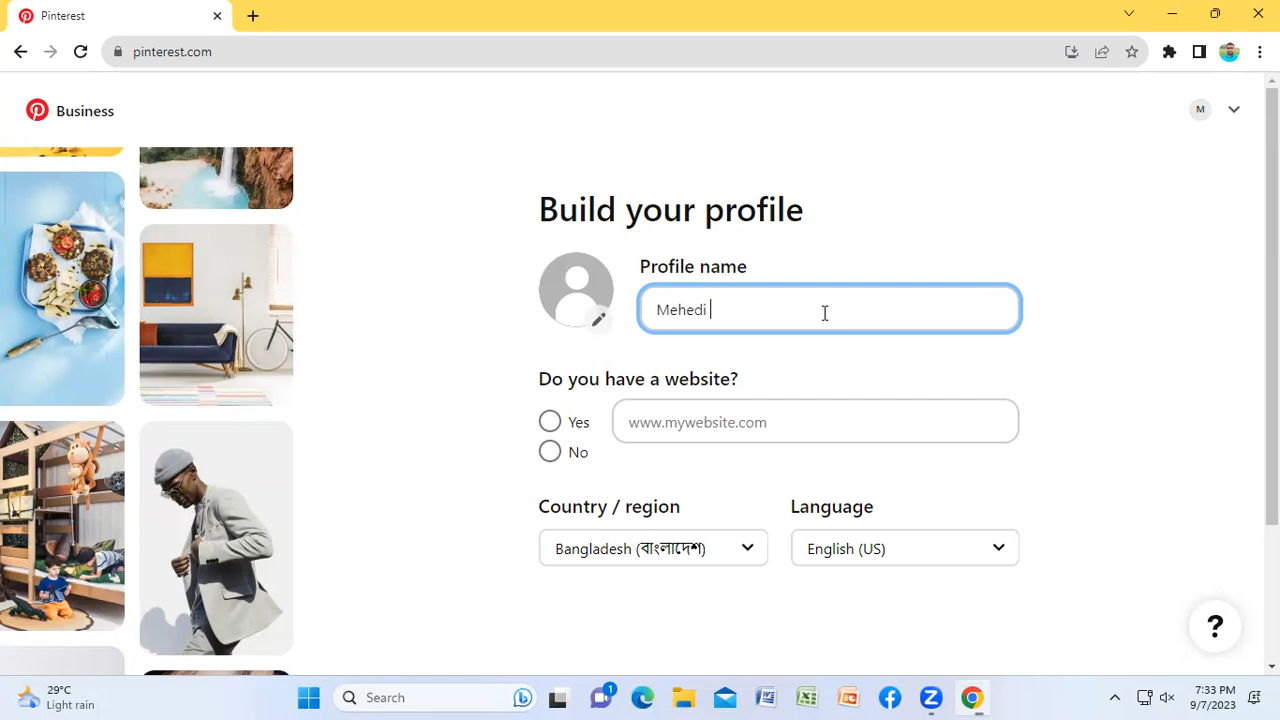 Pinterest
pinterest.com
Business
M
Build your profile
Profile name
Mehedi
Do you have a website?
Yes
www.mywebsite.com
No
Country / region
Language
Bangladesh (বাংলাদেশ)
English (US)
?
29°C
Light rain
Search
1
7:33 PM
9/7/2023